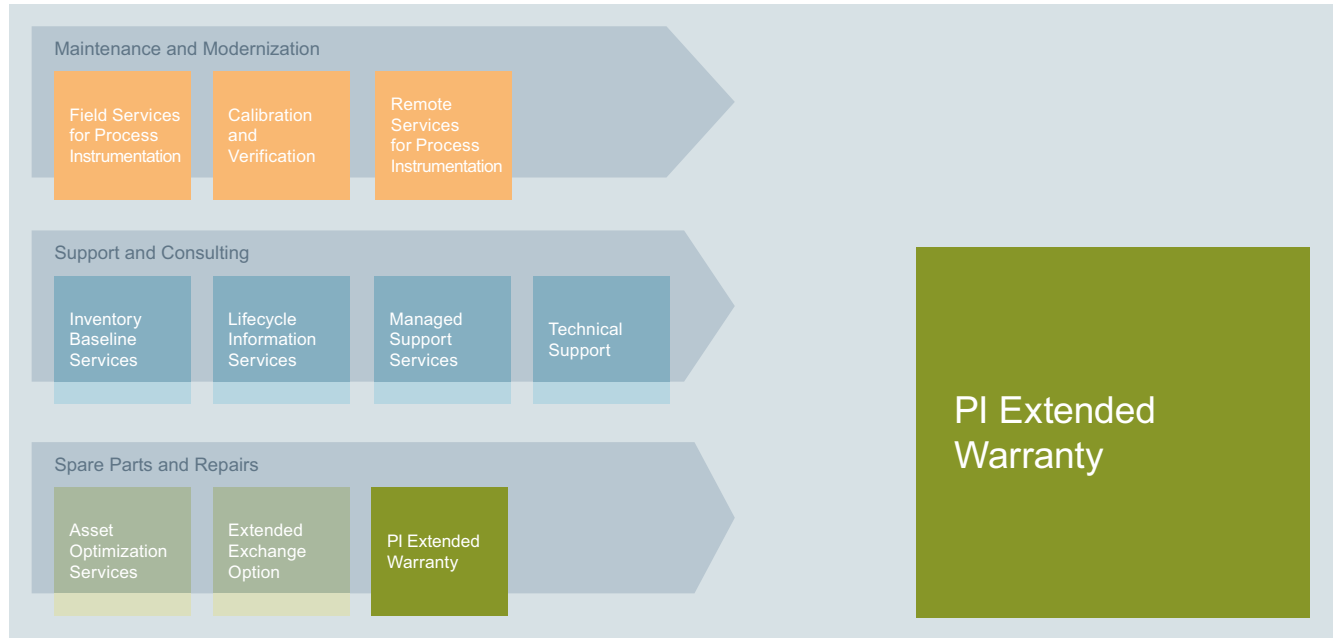 Maintenance and Modernization
Field Services
for Process
Instrumentation
Calibration
and
Verification
Remote
Services
for Process
Instrumentation
Support and Consulting
Inventory
Baseline
Services
Lifecycle
Information
Services
Managed
Support
Services
Technical
Support
Spare Parts and Repairs
Asset
Optimization
Services
Extended
Exchange
Option
PI Extended
Warranty
PI Extended
Warranty